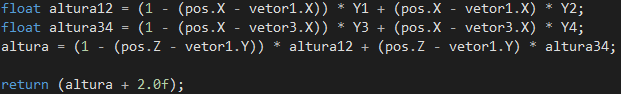 float altura12 = (1 - (pos.X - vetor1.X)) * Y1 + (pos.X - vetor1.X) * Y2;
float altura34 = (1 - (pos.X - vetor3.X)) * Y3 + (pos.X - vetor3.X) * Y4;
altura = (1 - (pos.Z - vetor1.Y)) * altura12 + (pos.Z - vetor1.Y) * altura34;
return (altura + 2.0f);